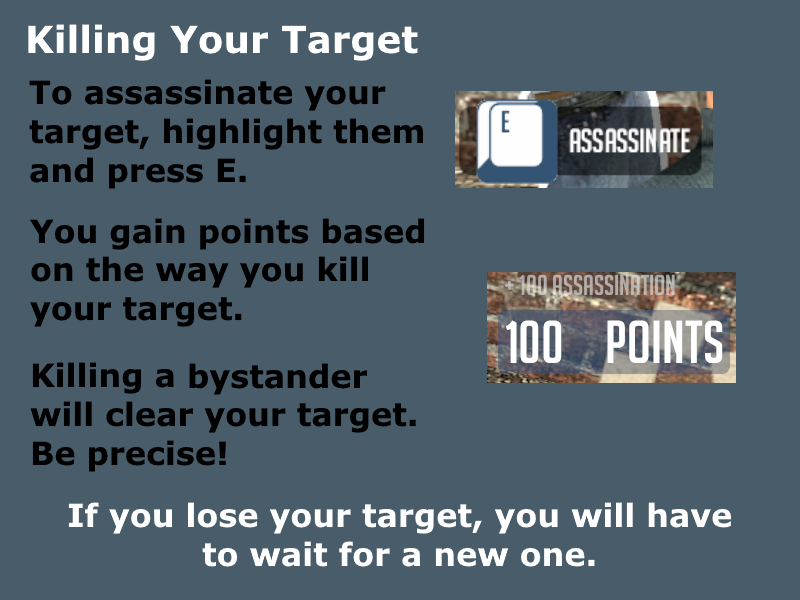 Killing Your Target
To assassinate your
target, highlight them
and press E.
E
ASSASSINATE
You gain points based
on the way you kill
your target.
+ 100 ASSASSINATION
100 POINTS
Killing a bystander
will clear your target.
Be precise!
If you lose your target, you will have
to wait for a new one.